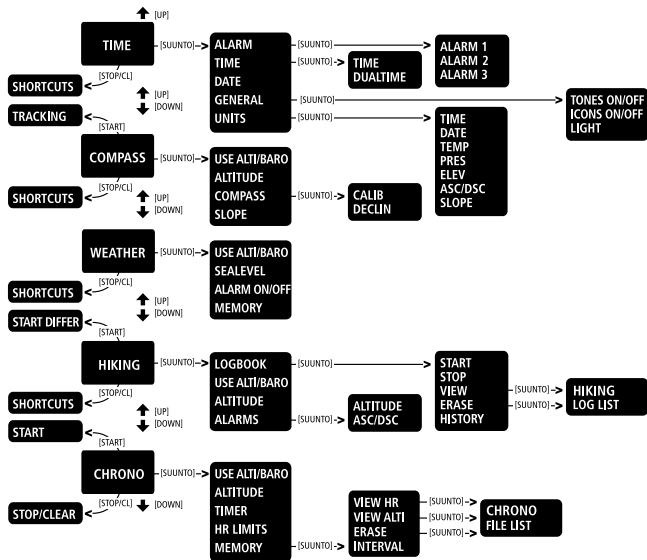 [UP]
TIME
[SUUNTO]
ALARM
TIME
DATE
GENERAL
UNITS
[SUUNTO]
[SUUNTO]
[SUUNTO]
[SUUNTO]
TIME
DUALTIME
ALARM 1
ALARM 2
ALARM 3
TONES ON/OFF
ICONS ON/OFF
LIGHT
TIME
DATE
TEMP
PRES
ELEV
ASC/DSC
SLOPE
[STOP/CL]
SHORTCUTS
[UP]
[DOWN]
TRACKING
[START]
COMPASS
[SUUNTO]
USE ALTI/BARO
ALTITUDE
COMPASS
SLOPE
[SUUNTO]
CALIB
DECLIN
[STOP/CL]
SHORTCUTS
[UP]
[DOWN]
WEATHER
[SUUNTO]
USE ALTI/BARO
SEALEVEL
ALARM ON/OFF
MEMORY
[STOP/CL]
SHORTCUTS
[UP]
[DOWN]
START DIFFER
[START]
HIKING
[SUUNTO]
LOGBOOK
USE ALTI/BARO
ALTITUDE
ALARMS
[SUUNTO]
[SUUNTO]
ALTITUDE
ASC/DSC
START
STOP
VIEW
ERASE
HISTORY
[SUUNTO]
[SUUNTO]
HIKING
LOG LIST
[STOP/CL]
SHORTCUTS
[UP]
[DOWN]
START
[START]
CHRONO
[SUUNTO]
USE ALTI/BARO
ALTITUDE
TIMER
HR LIMITS
MEMORY
[SUUNTO]
VIEW HR
VIEW ALTI
ERASE
INTERVAL
[SUUNTO]
[SUUNTO]
[SUUNTO]
CHRONO
FILE LIST
[STOP/CL]
STOP/CLEAR
[DOWN]